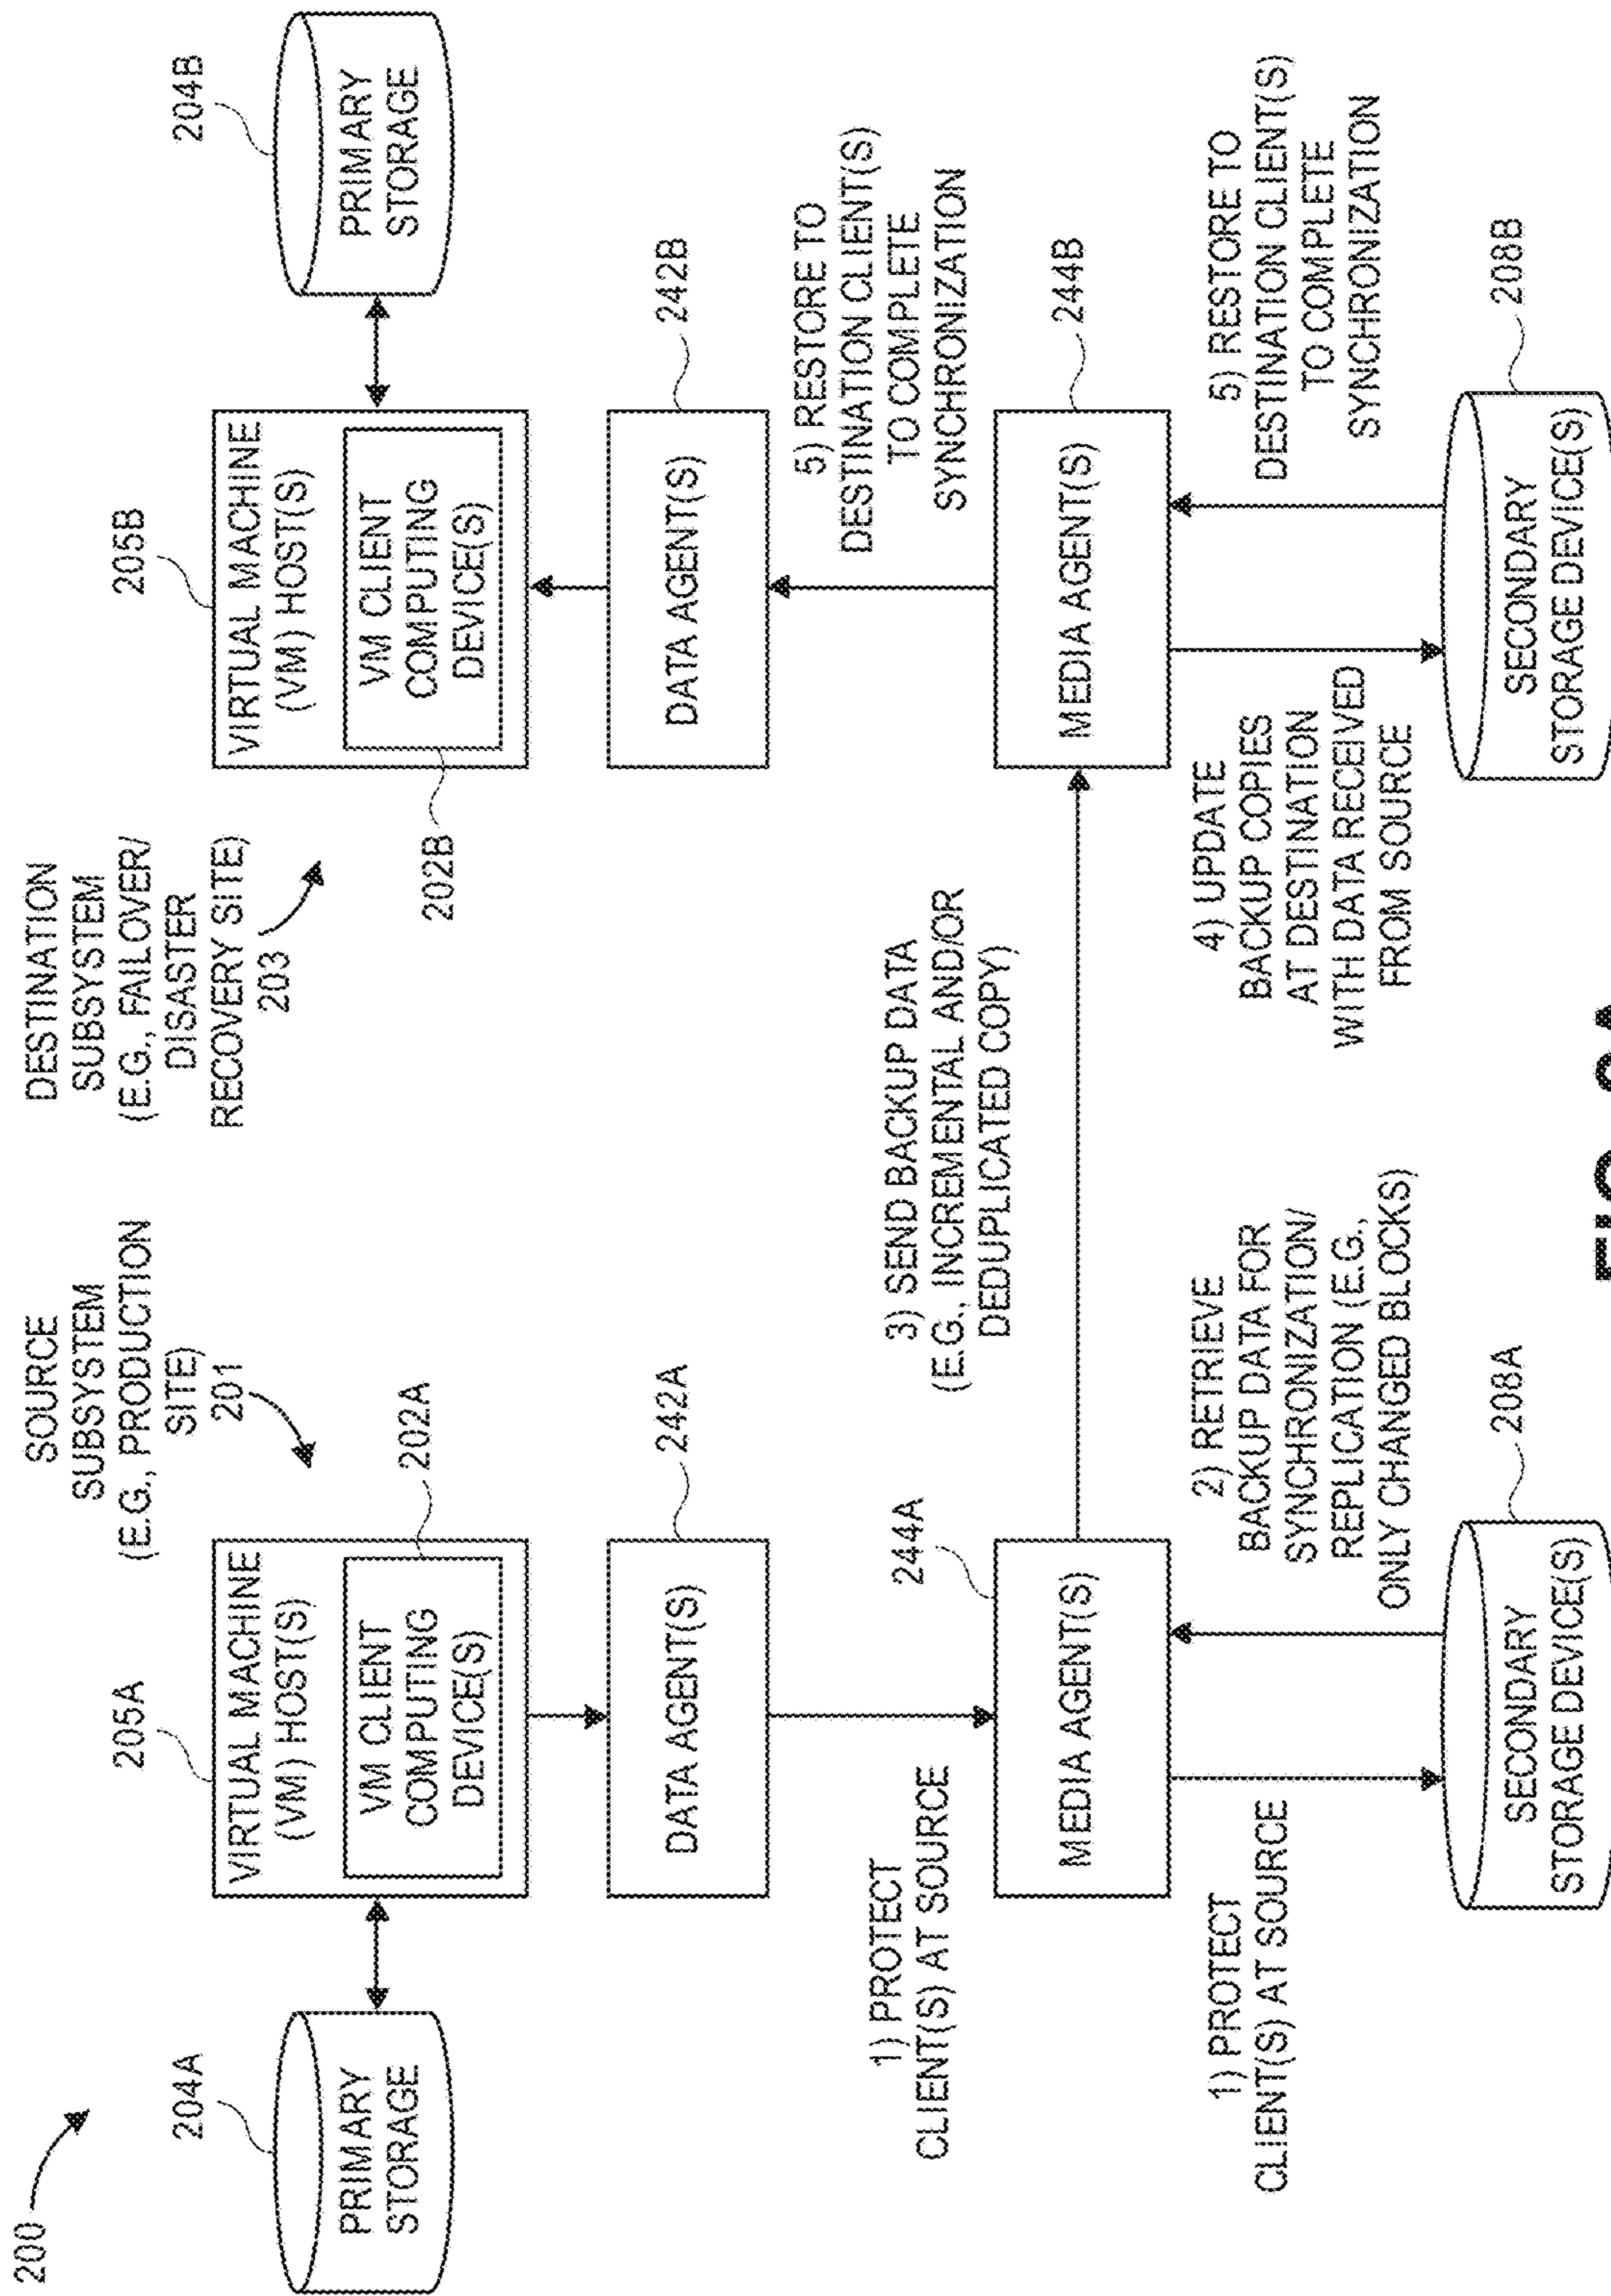 200
SOURCE
SUBSYSTEM
(E.G., PRODUCTION
SITE)
201
DESTINATION
SUBSYSTEM
(E.G., FAILOVER/
DISASTER
RECOVERY SITE)
203
204A
PRIMARY
STORAGE
205A
VIRTUAL MACHINE
(VM) HOST(S)
VM CLIENT
COMPUTING
DEVICE(S)
202A
205B
VIRTUAL MACHINE
(VM) HOST(S)
VM CLIENT
COMPUTING
DEVICE(S)
202B
204B
PRIMARY
STORAGE
DATA AGENT(S)
242A
DATA AGENT(S)
242B
1) PROTECT
CLIENT(S) AT SOURCE
3) SEND BACKUP DATA
(E.G., INCREMENTAL AND/OR
DEDUPLICATED COPY)
5) RESTORE TO
DESTINATION CLIENT(S)
TO COMPLETE
SYNCHRONIZATION
MEDIA AGENT(S)
244A
MEDIA AGENT(S)
244B
1) PROTECT
CLIENT(S) AT SOURCE
2) RETRIEVE
BACKUP DATA FOR
SYNCHRONIZATION/
REPLICATION (E.G.,
ONLY CHANGED BLOCKS)
4) UPDATE
BACKUP COPIES
AT DESTINATION
WITH DATA RECEIVED
FROM SOURCE
5) RESTORE TO
DESTINATION CLIENT(S)
TO COMPLETE
SYNCHRONIZATION
SECONDARY
STORAGE DEVICE(S)
208A
SECONDARY
STORAGE DEVICE(S)
208B